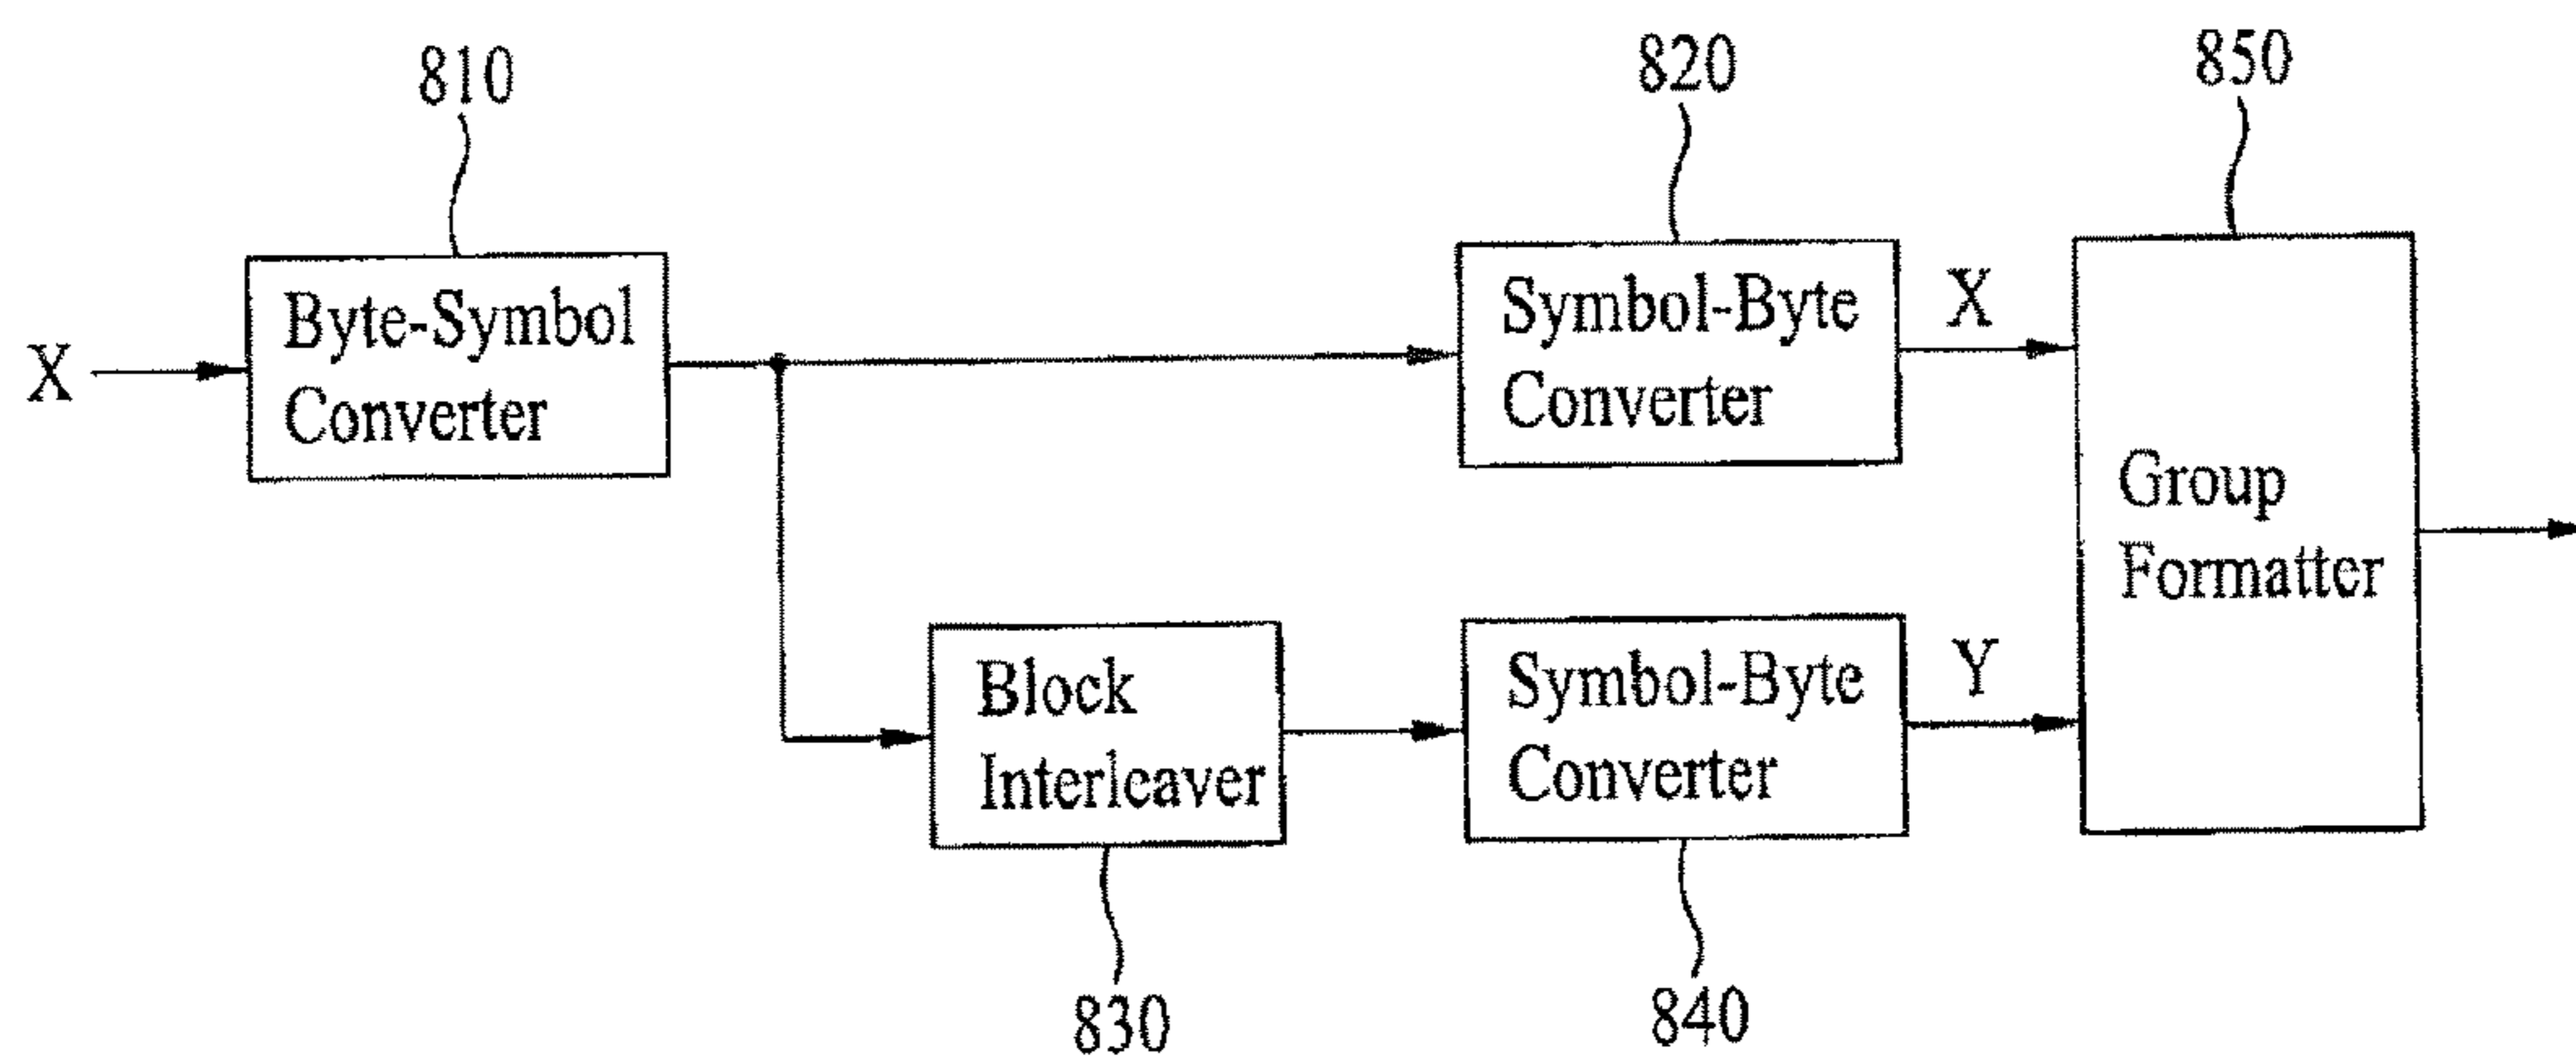 810
820
850
X
Byte-Symbol
Converter
Symbol-Byte
Converter
X
Group
Formatter
Block
Interleaver
Symbol-Byte
Converter
Y
830
840